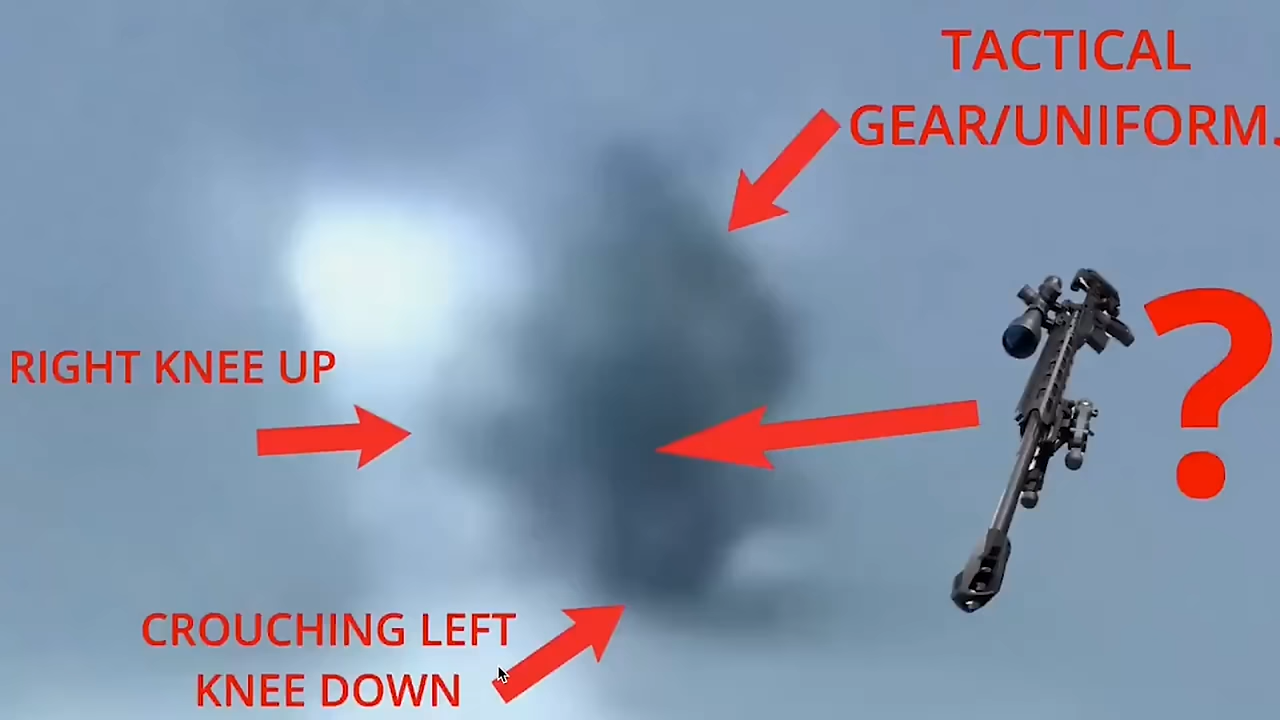 TACTICAL
GEAR/UNIFORM.
RIGHT KNEE UP
?
CROUCHING LEFT
KNEE DOWN